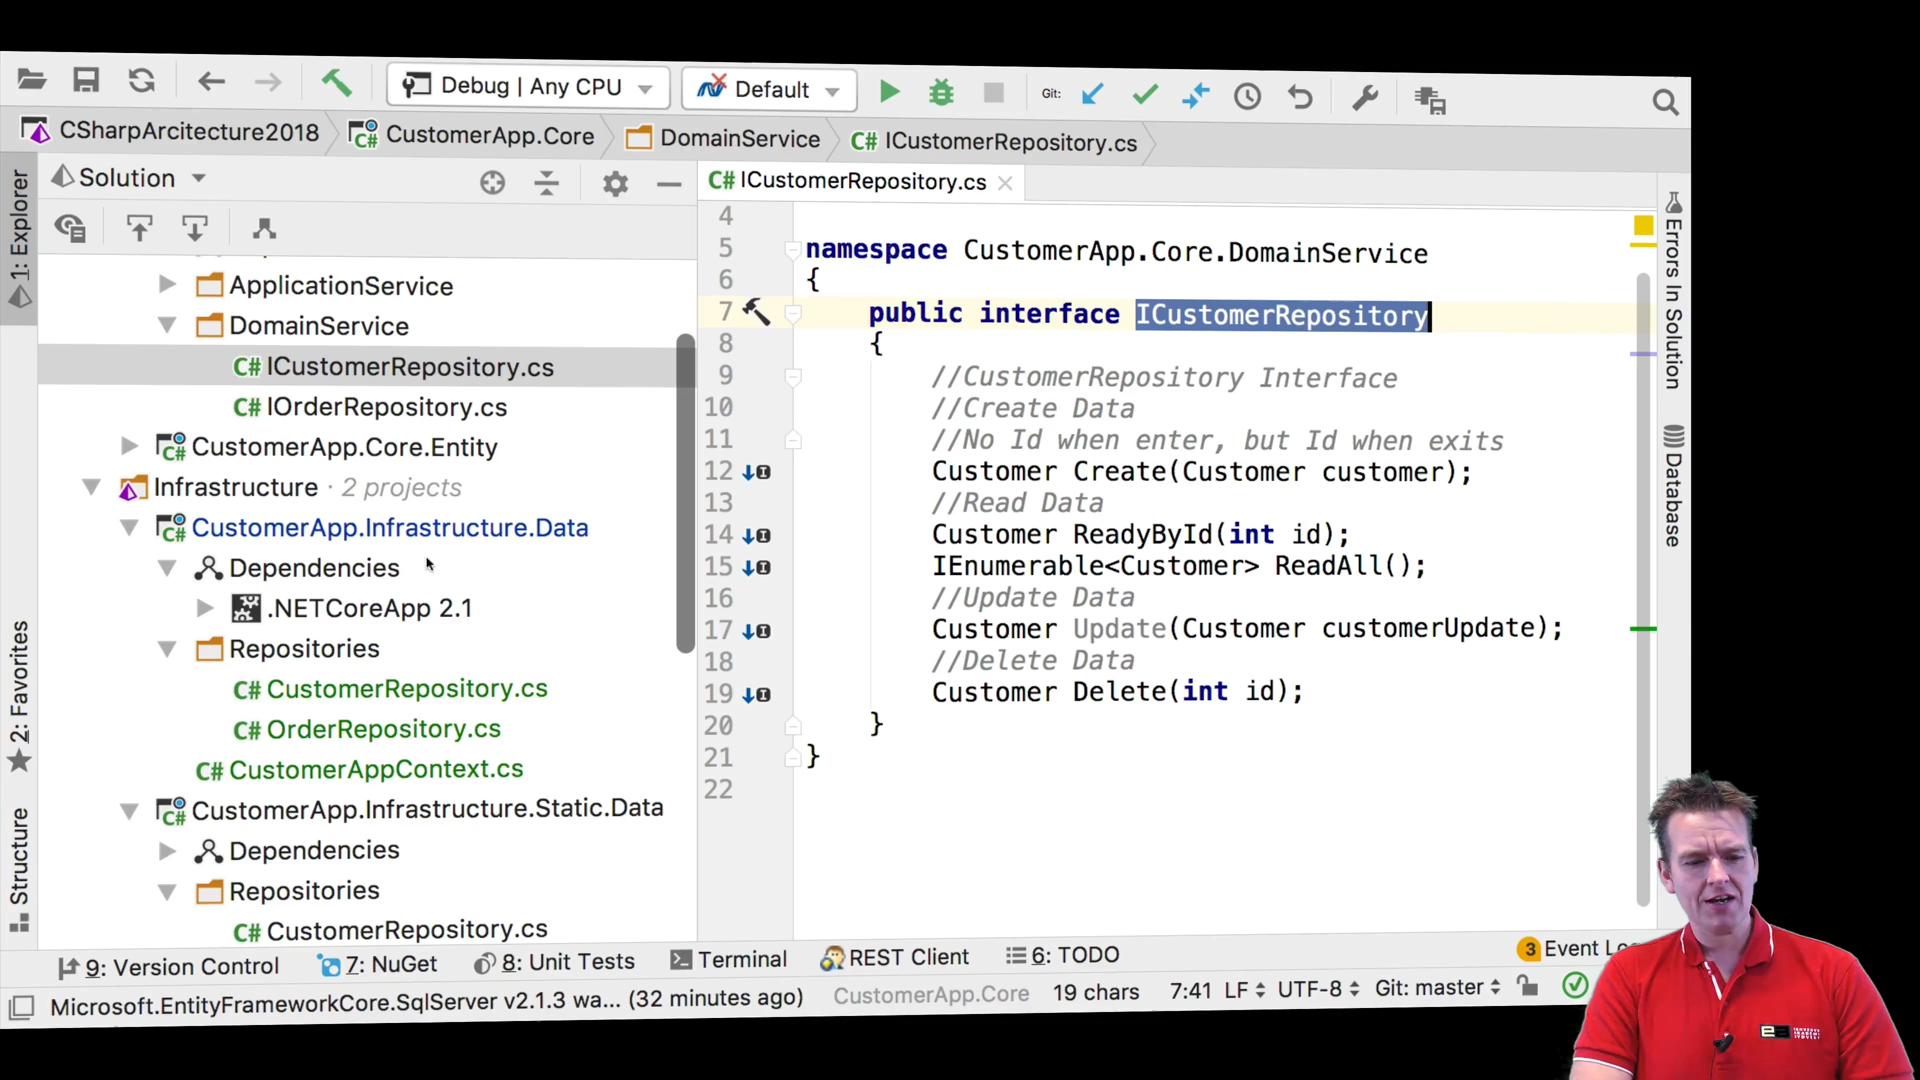 Debug | Any CPU
Default
Git:
CSharpArcitecture2018
CustomerApp.Core
DomainService
C# ICustomerRepository.cs
1: Explorer
2: Favorites
Structure
Solution
ApplicationService
DomainService
C# ICustomerRepository.cs
C# IOrderRepository.cs
C# CustomerApp.Core.Entity
Infrastructure · 2 projects
C# CustomerApp.Infrastructure.Data
Dependencies
.NETCoreApp 2.1
Repositories
C# CustomerRepository.cs
C# OrderRepository.cs
C# CustomerAppContext.cs
C# CustomerApp.Infrastructure.Static.Data
Dependencies
Repositories
C# CustomerRepository.cs
C# ICustomerRepository.cs
4
5 namespace CustomerApp.Core.DomainService
6 {
7 public interface ICustomerRepository
8 {
9 //CustomerRepository Interface
10 //Create Data
11 //No Id when enter, but Id when exits
12 Customer Create(Customer customer);
13 //Read Data
14 Customer ReadyById(int id);
15 IEnumerable<Customer> ReadAll();
16 //Update Data
17 Customer Update(Customer customerUpdate);
18 //Delete Data
19 Customer Delete(int id);
20 }
21 }
22
Errors In Solution
Database
9: Version Control
7: NuGet
8: Unit Tests
Terminal
REST Client
6: TODO
3 Event Lo
Microsoft.EntityFrameworkCore.SqlServer v2.1.3 wa... (32 minutes ago)
CustomerApp.Core
19 chars
7:41
LF
UTF-8
Git: master